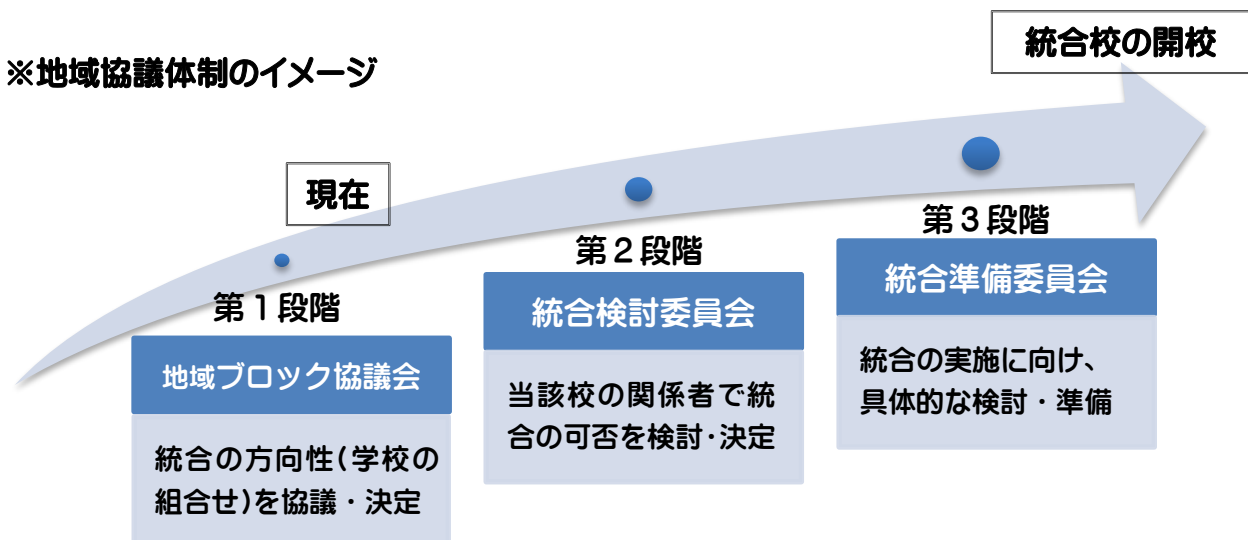 統合校の開校
※地域協議体制のイメージ
現在
第1段階
地域ブロック協議会
統合の方向性(学校の
組合せ)を協議・決定
第2段階
統合検討委員会
当該校の関係者で統
合の可否を検討・決定
第3段階
統合準備委員会
統合の実施に向け、
具体的な検討・準備